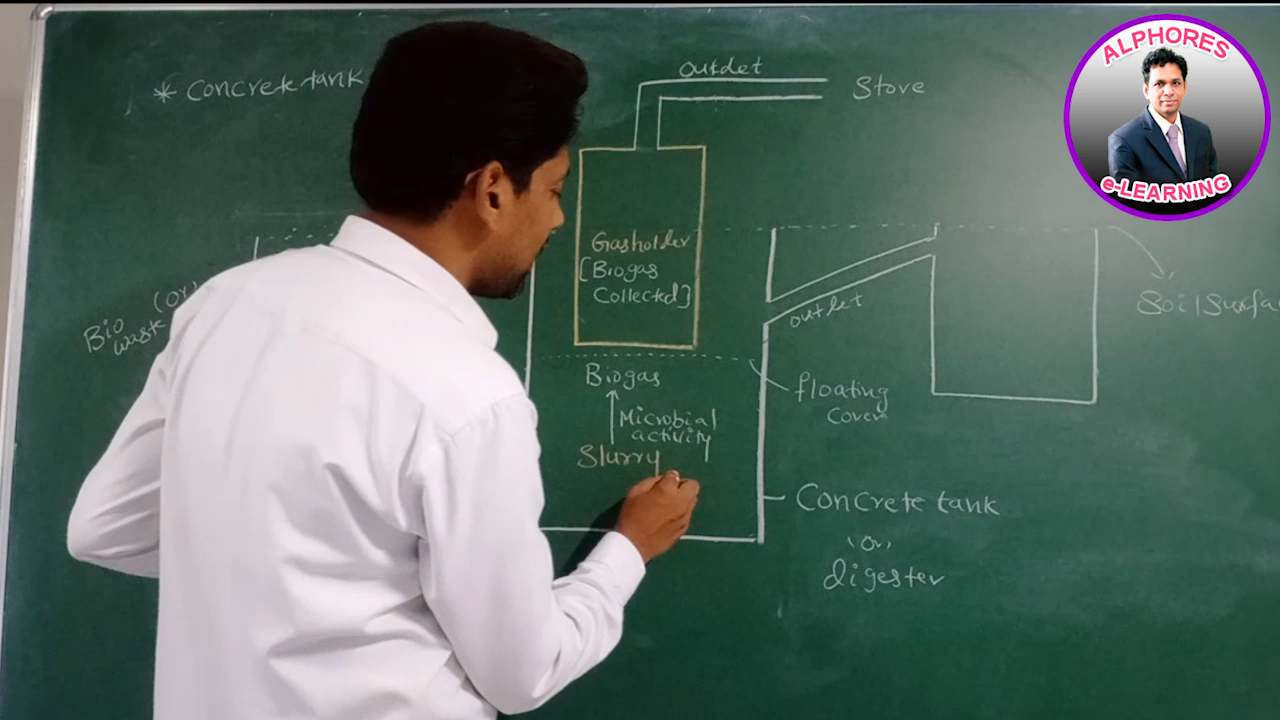 * Concrete tank
outlet
Stove
ALPHORES
e-LEARNING
Gasholder
[Biogas
Collected]
(or)
Bio
waste
outlet
Soil Surfa
Biogas
Microbial
activity
Slurry
floating
cover
Concrete tank
(or)
digester